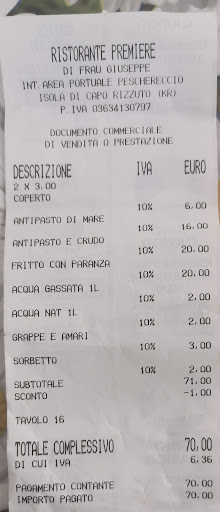 RISTORANTE PREMIERE
DI FRAU GIUSEPPE
INT.AREA PORTUALE PESCHERECCIO
ISOLA DI CAPO RIZZUTO (KR)
P.IVA 03634130797
DOCUMENTO COMMERCIALE
DI VENDITA O PRESTAZIONE
DESCRIZIONE IVA EURO
2 X 3,00
COPERTO
10% 6,00
ANTIPASTO DI MARE
10% 16,00
ANTIPASTO E CRUDO
10% 20,00
FRITTO CON PARANZA
10% 20,00
ACQUA GASSATA 1L
10% 2,00
ACQUA NAT 1L
10% 2,00
GRAPPE E AMARI
10% 3,00
SORBETTO
10% 2,00
SUBTOTALE 71,00
SCONTO -1,00
TAVOLO 16
TOTALE COMPLESSIVO 70,00
DI CUI IVA 6,36
PAGAMENTO CONTANTE 70,00
IMPORTO PAGATO 70,00